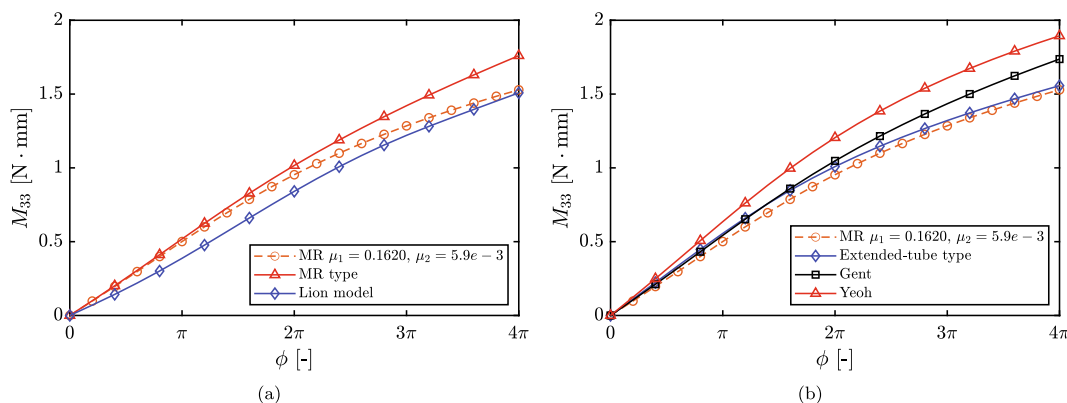 2
1.5
1
0.5
0
M₃₃ [N · mm]
0 π 2π 3π 4π
ϕ [-]
MR μ₁ = 0.1620, μ₂ = 5.9e − 3
MR type
Lion model
(a)
2
1.5
1
0.5
0
M₃₃ [N · mm]
0 π 2π 3π 4π
ϕ [-]
MR μ₁ = 0.1620, μ₂ = 5.9e − 3
Extended-tube type
Gent
Yeoh
(b)